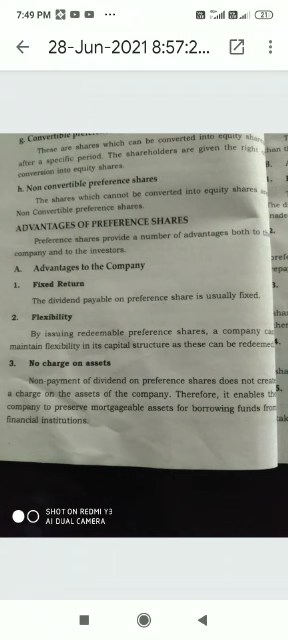 7:49 PM
21
28-Jun-2021 8:57:2...
g. Convertible
These are shares which can be converted into equity
after a specific period. The shareholders are given the right
conversion into equity shares.
h. Non convertible preference shares
The shares which cannot be converted into equity shares
Non Convertible preference shares.
ADVANTAGES OF PREFERENCE SHARES
Preference shares provide a number of advantages both to
company and to the investors.
A. Advantages to the Company
1. Fixed Return
The dividend payable on preference share is usually fixed.
2. Flexibility
By issuing redeemable preference shares, a company
maintain flexibility in its capital structure as these can be redeemed
3. No charge on assets
Non-payment of dividend on preference shares does not
a charge on the assets of the company. Therefore, it enables
company to preserve mortgageable assets for borrowing funds from
financial institutions.
SHOT ON REDMI Y3
AI DUAL CAMERA